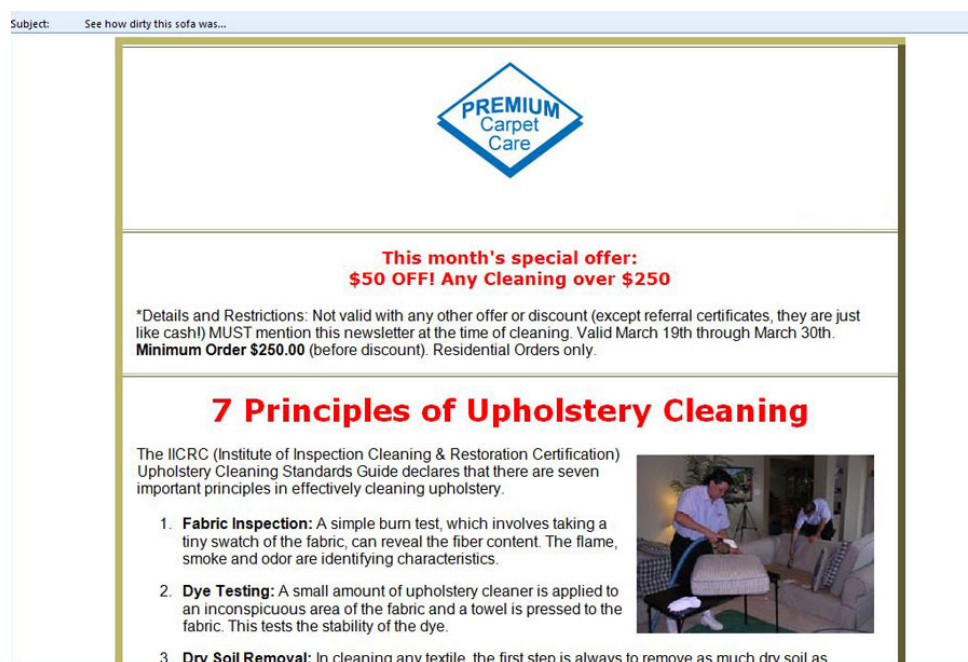 Subject: See how dirty this sofa was...
PREMIUM
Carpet
Care
This month's special offer:
$50 OFF! Any Cleaning over $250
*Details and Restrictions: Not valid with any other offer or discount (except referral certificates, they are just
like cash!) MUST mention this newsletter at the time of cleaning. Valid March 19th through March 30th.
Minimum Order $250.00 (before discount). Residential Orders only.
7 Principles of Upholstery Cleaning
The IICRC (Institute of Inspection Cleaning & Restoration Certification)
Upholstery Cleaning Standards Guide declares that there are seven
important principles in effectively cleaning upholstery.
1. Fabric Inspection: A simple burn test, which involves taking a
tiny swatch of the fabric, can reveal the fiber content. The flame,
smoke and odor are identifying characteristics.
2. Dye Testing: A small amount of upholstery cleaner is applied to
an inconspicuous area of the fabric and a towel is pressed to the
fabric. This tests the stability of the dye.
3. Dry Soil Removal: In cleaning any textile, the first step is always to remove as much dry soil as